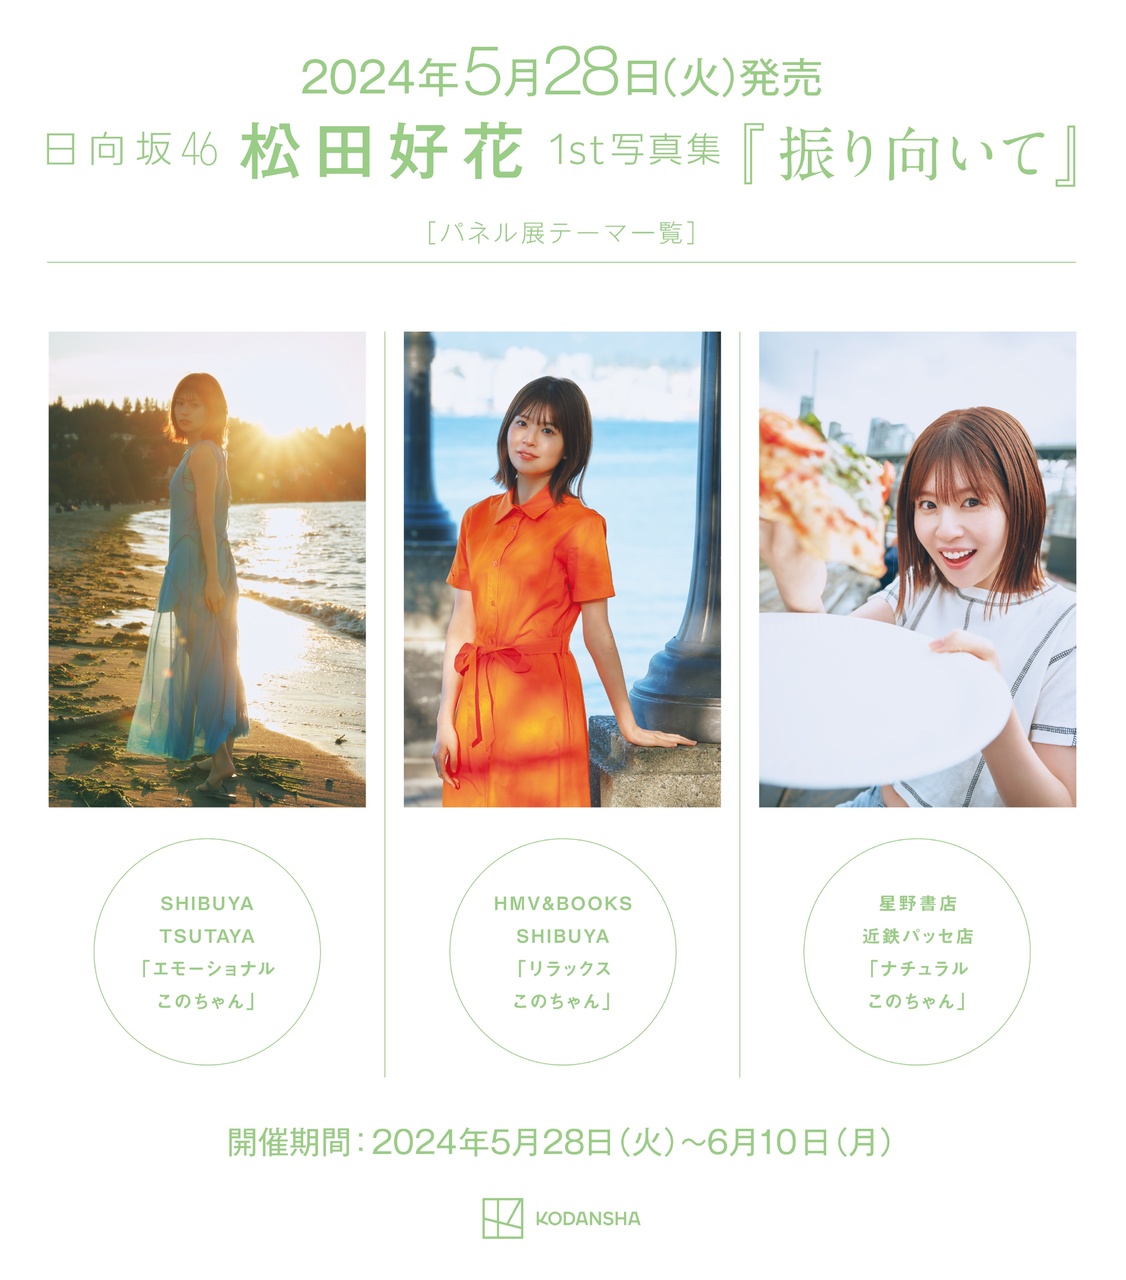 2024年5月28日(火)発売
日向坂46 松田好花 1st写真集『振り向いて』
[パネル展テーマ一覧]
SHIBUYA
TSUTAYA
「エモーショナル
このちゃん」
HMV&BOOKS
SHIBUYA
「リラックス
このちゃん」
星野書店
近鉄パッセ店
「ナチュラル
このちゃん」
開催期間：2024年5月28日（火）〜6月10日（月）
KODANSHA